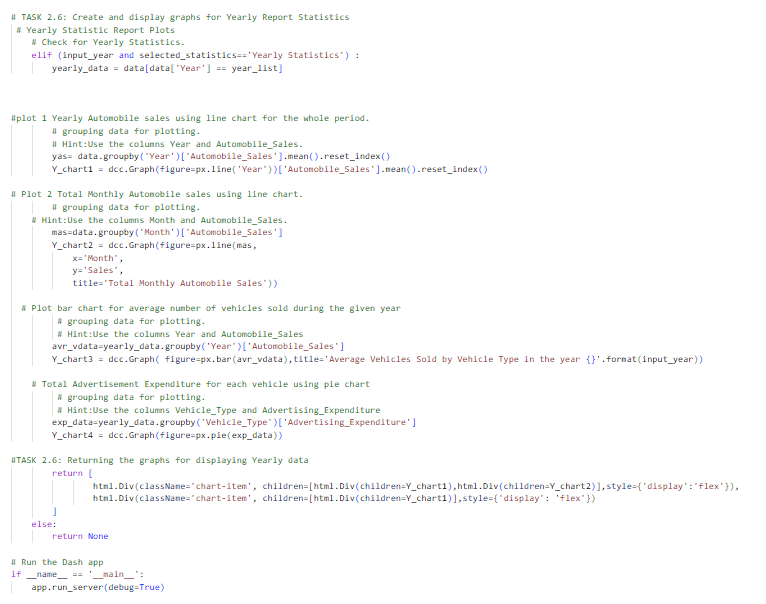 # TASK 2.6: Create and display graphs for Yearly Report Statistics
# Yearly Statistic Report Plots
# Check for Yearly Statistics.
elif (input_year and selected_statistics=='Yearly Statistics') :
yearly_data = data[data['Year'] == year_list]
#plot 1 Yearly Automobile sales using line chart for the whole period.
# grouping data for plotting.
# Hint:Use the columns Year and Automobile_Sales.
yas= data.groupby('Year')['Automobile_Sales'].mean().reset_index()
Y_chart1 = dcc.Graph(figure=px.line('Year'))['Automobile_Sales'].mean().reset_index()
# Plot 2 Total Monthly Automobile sales using line chart.
# grouping data for plotting.
# Hint:Use the columns Month and Automobile_Sales.
mas=data.groupby('Month')['Automobile_Sales']
Y_chart2 = dcc.Graph(figure=px.line(mas,
x='Month',
y='Sales',
title='Total Monthly Automobile Sales'))
# Plot bar chart for average number of vehicles sold during the given year
# grouping data for plotting.
# Hint:Use the columns Year and Automobile_Sales
avr_vdata=yearly_data.groupby('Year')['Automobile_Sales']
Y_chart3 = dcc.Graph( figure=px.bar(avr_vdata),title='Average Vehicles Sold by Vehicle Type in the year {}'.format(input_year))
# Total Advertisement Expenditure for each vehicle using pie chart
# grouping data for plotting.
# Hint:Use the columns Vehicle_Type and Advertising_Expenditure
exp_data=yearly_data.groupby('Vehicle_Type')['Advertising_Expenditure']
Y_chart4 = dcc.Graph(figure=px.pie(exp_data))
#TASK 2.6: Returning the graphs for displaying Yearly data
return [
html.Div(className='chart-item', children=[html.Div(children=Y_chart1),html.Div(children=Y_chart2)],style={'display':'flex'}),
html.Div(className='chart-item', children=[html.Div(children=Y_chart1)],style={'display': 'flex'})
]
else:
return None
# Run the Dash app
if __name__ == '__main__':
app.run_server(debug=True)